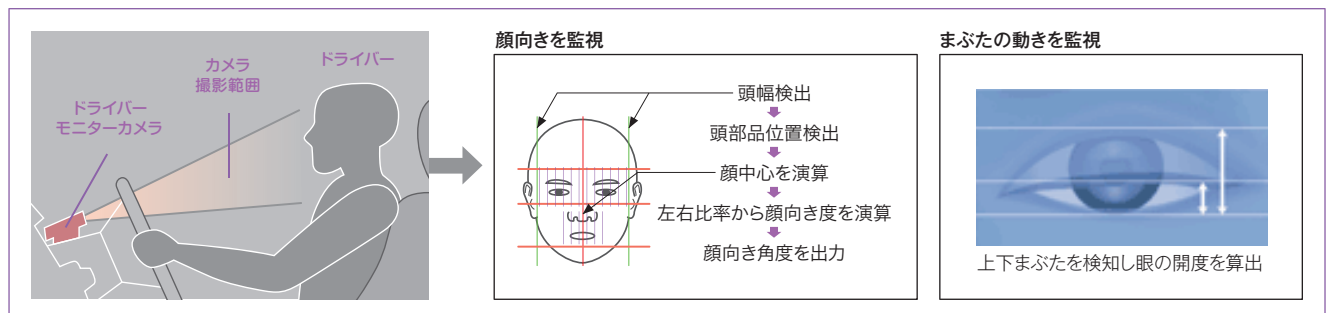 ドライバー
カメラ
撮影範囲
ドライバー
モニターカメラ
顔向きを監視
頭幅検出
頭部品位置検出
顔中心を演算
左右比率から顔向き度を演算
顔向き角度を出力
まぶたの動きを監視
上下まぶたを検知し眼の開度を算出